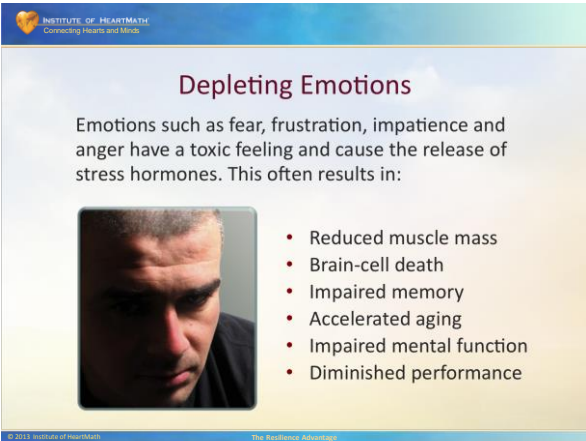 INSTITUTE OF HEARTMATH
Connecting Hearts and Minds
Depleting Emotions
Emotions such as fear, frustration, impatience and
anger have a toxic feeling and cause the release of
stress hormones. This often results in:
• Reduced muscle mass
• Brain-cell death
• Impaired memory
• Accelerated aging
• Impaired mental function
• Diminished performance
© 2013 Institute of HeartMath
The Resilience Advantage